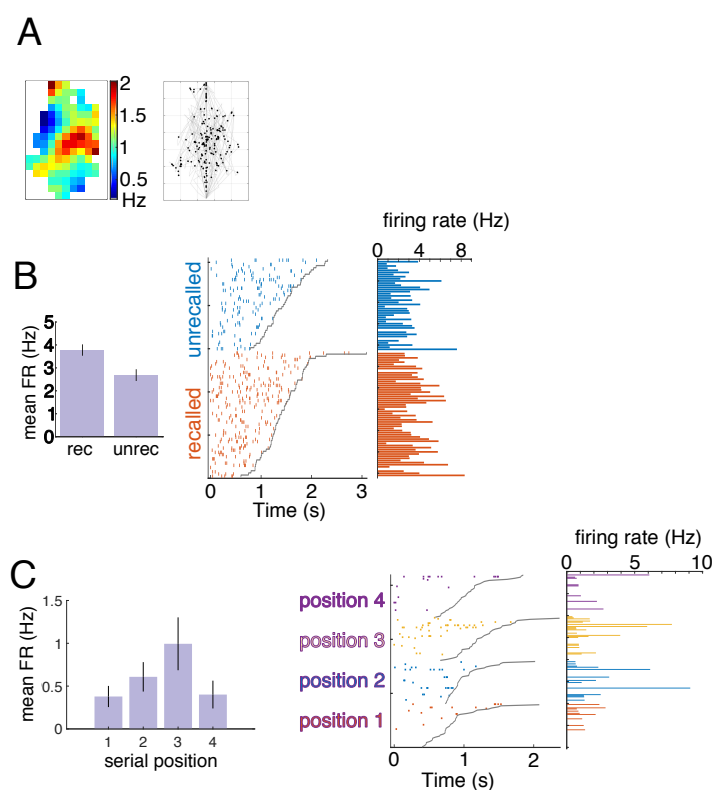 A
2
1.5
1
0.5
Hz
B
5
4
3
2
1
0
mean FR (Hz)
rec unrec
unrecalled
recalled
0 1 2 3
Time (s)
firing rate (Hz)
0 4 8
C
1.5
1
0.5
0
mean FR (Hz)
1 2 3 4
serial position
position 4
position 3
position 2
position 1
0 1 2
Time (s)
firing rate (Hz)
0 5 10